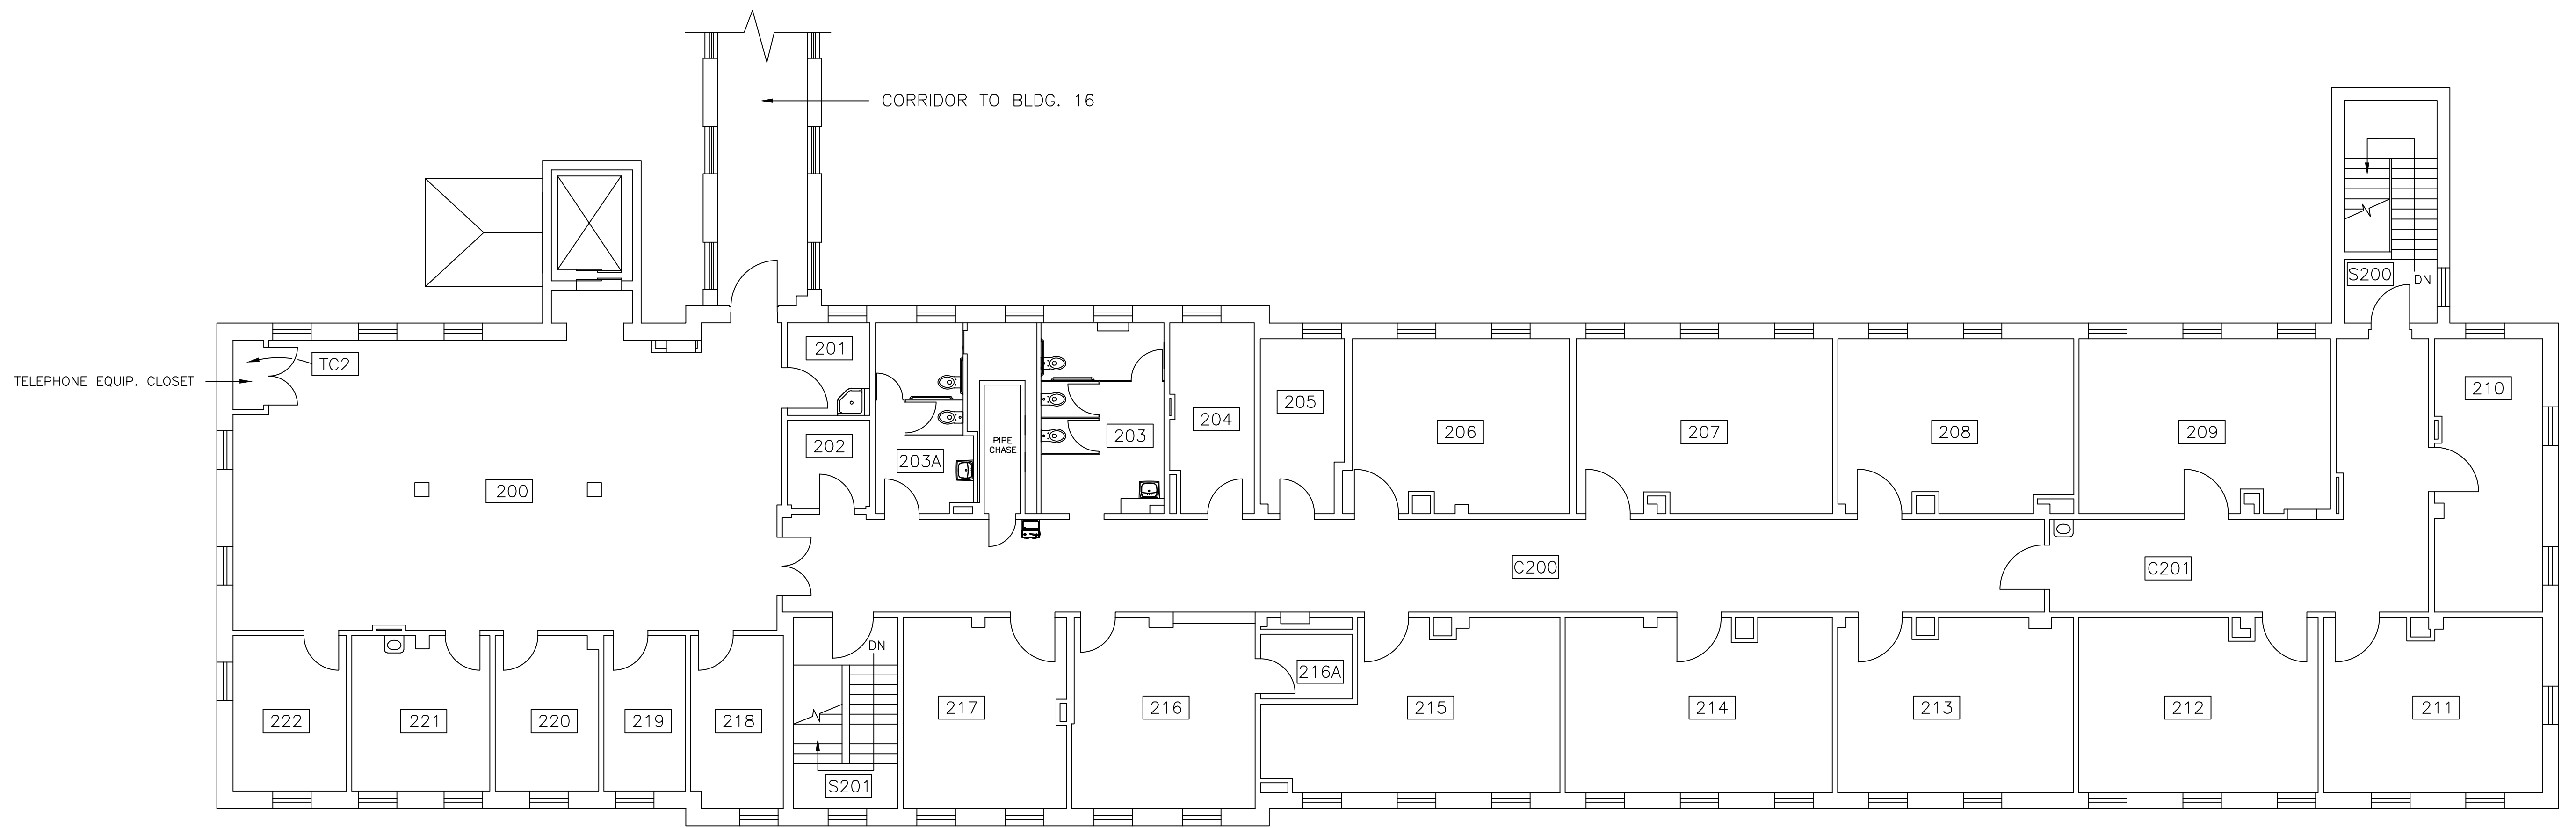 CORRIDOR TO BLDG. 16
S200
DN
201
TC2
TELEPHONE EQUIP. CLOSET
210
205
204
206
207
208
209
203
202
PIPE
CHASE
203A
200
C200
C201
DN
216A
217
216
215
214
213
212
211
222
221
220
219
218
S201